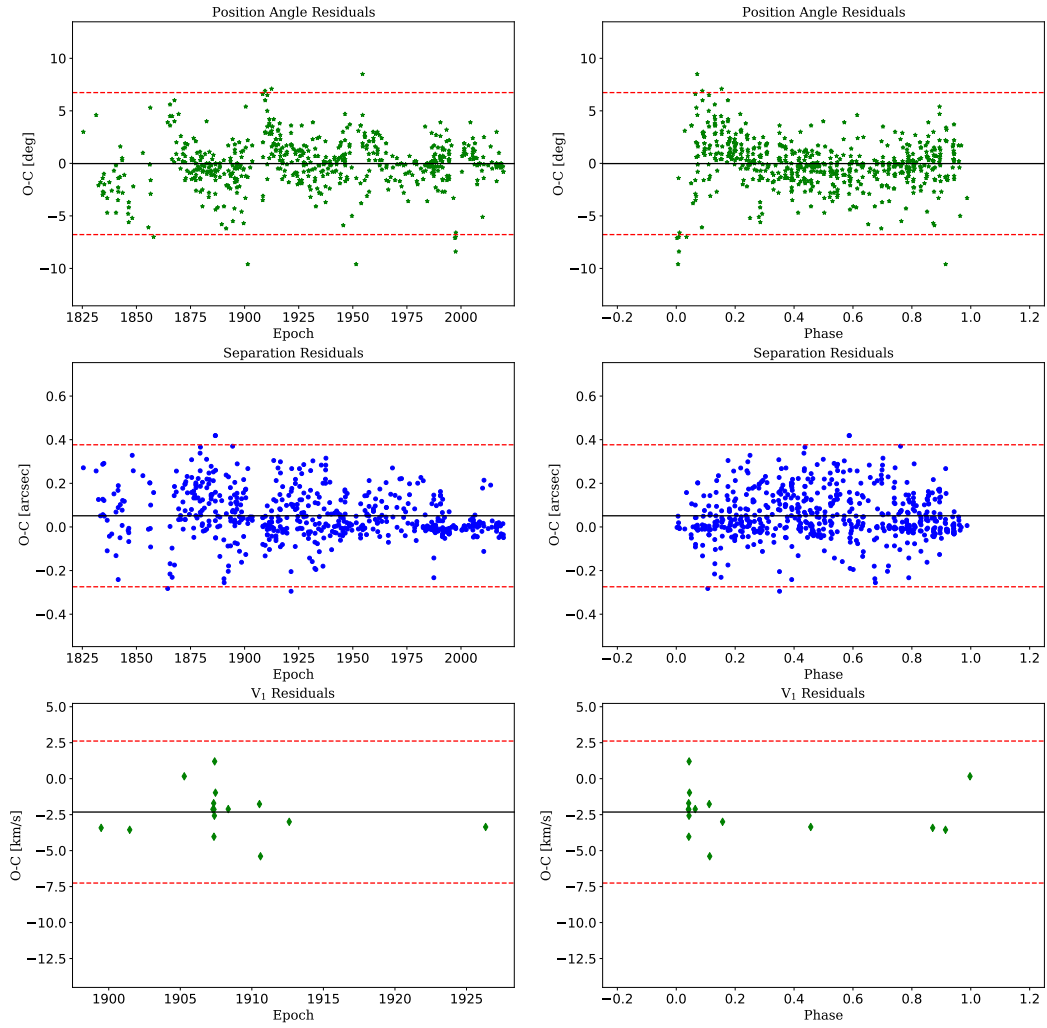 Position Angle Residuals
Position Angle Residuals
O-C [deg]
10
5
0
−5
−10
1825 1850 1875 1900 1925 1950 1975 2000
Epoch
O-C [deg]
10
5
0
−5
−10
−0.2 0.0 0.2 0.4 0.6 0.8 1.0 1.2
Phase
Separation Residuals
Separation Residuals
O-C [arcsec]
0.6
0.4
0.2
0.0
−0.2
−0.4
1825 1850 1875 1900 1925 1950 1975 2000
Epoch
O-C [arcsec]
0.6
0.4
0.2
0.0
−0.2
−0.4
−0.2 0.0 0.2 0.4 0.6 0.8 1.0 1.2
Phase
V₁ Residuals
V₁ Residuals
O-C [km/s]
5.0
2.5
0.0
−2.5
−5.0
−7.5
−10.0
−12.5
1900 1905 1910 1915 1920 1925
Epoch
O-C [km/s]
5.0
2.5
0.0
−2.5
−5.0
−7.5
−10.0
−12.5
−0.2 0.0 0.2 0.4 0.6 0.8 1.0 1.2
Phase